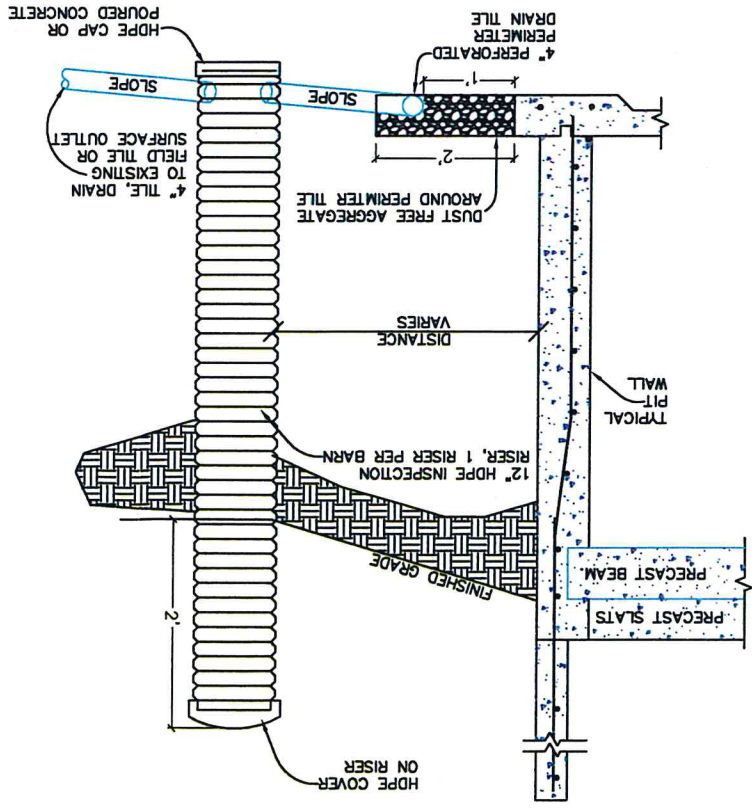 HDPE COVER
ON RISER
2'
PRECAST SLATS
PRECAST BEAM
FINISHED GRADE
12" HDPE INSPECTION
RISER, 1 RISER PER BARN
TYPICAL
PIT
WALL
DISTANCE
VARIES
DUST FREE AGGREGATE
AROUND PERIMETER TILE
2'
4" TILE, DRAIN
TO EXISTING
FIELD TILE OR
SURFACE OUTLET
SLOPE
SLOPE
1'
4" PERFORATED
PERIMETER
DRAIN TILE
HDPE CAP OR
POURED CONCRETE